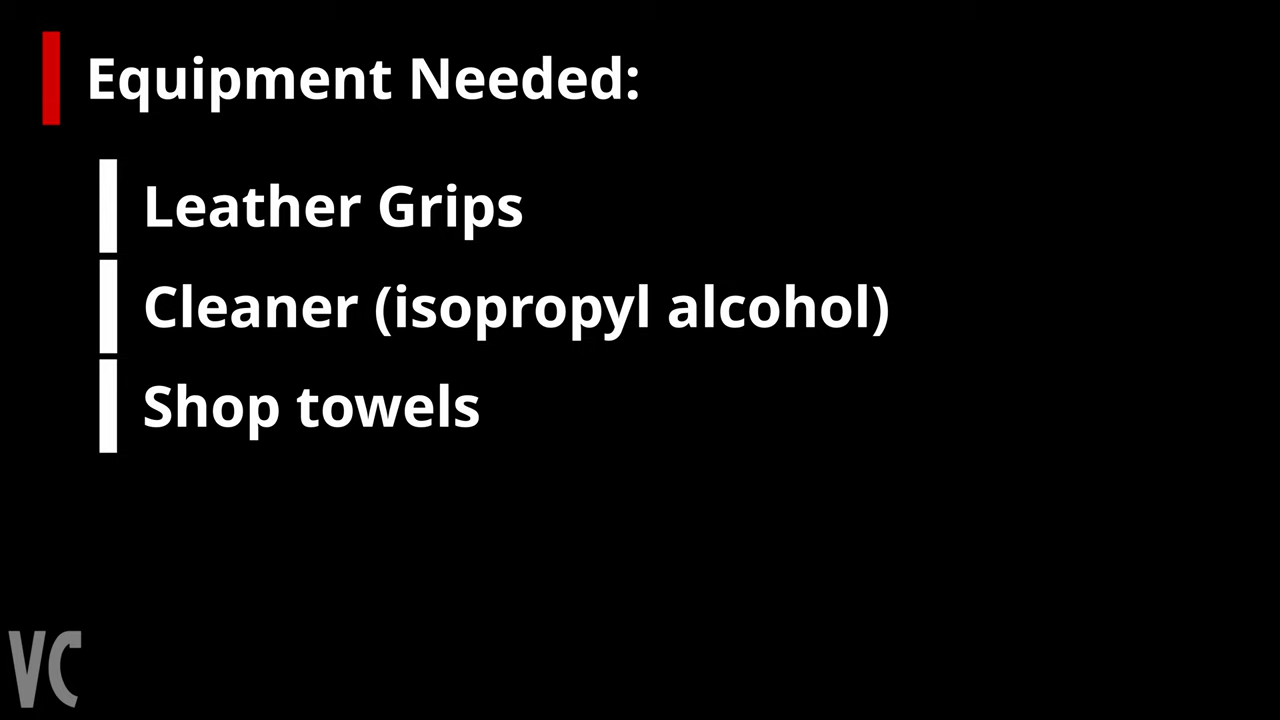 Equipment Needed:
Leather Grips
Cleaner (isopropyl alcohol)
Shop towels
VC